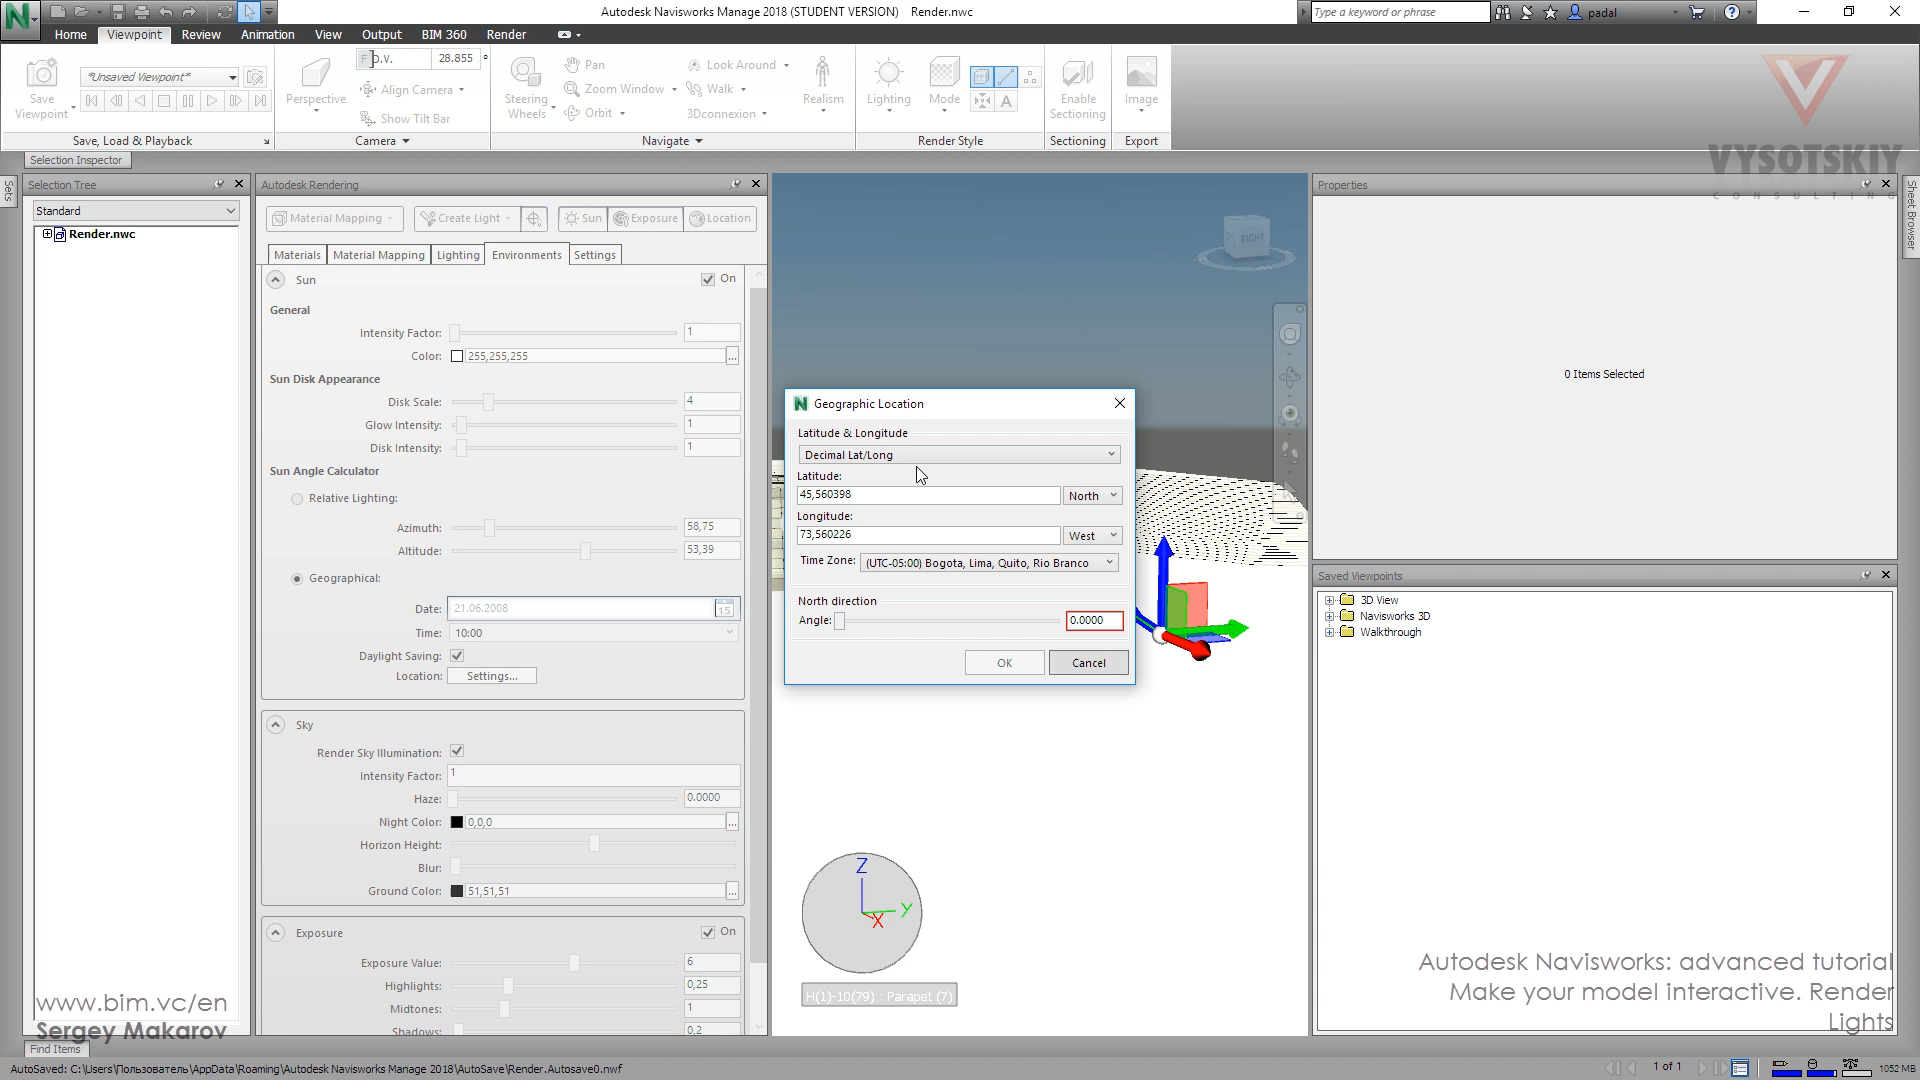 Autodesk Navisworks Manage 2018 (STUDENT VERSION) Render.nwc
Type a keyword or phrase
padal
Home Viewpoint Review Animation View Output BIM 360 Render
Save Viewpoint
*Unsaved Viewpoint*
Save, Load & Playback
Perspective
F.O.V. 28.855 °
Align Camera
Show Tilt Bar
Camera
Steering Wheels
Pan
Zoom Window
Orbit
Look Around
Walk
3Dconnexion
Realism
Navigate
Lighting
Mode
A
Render Style
Enable Sectioning
Sectioning
Image
Export
VYSOTSKIY
CONSULTING
Selection Inspector
Sets
Selection Tree
Standard
Render.nwc
Autodesk Rendering
Material Mapping Create Light Sun Exposure Location
Materials Material Mapping Lighting Environments Settings
Sun On
General
Intensity Factor: 1
Color: 255,255,255 ...
Sun Disk Appearance
Disk Scale: 4
Glow Intensity: 1
Disk Intensity: 1
Sun Angle Calculator
Relative Lighting:
Azimuth: 58,75
Altitude: 53,39
Geographical:
Date: 21.06.2008 15
Time: 10:00
Daylight Saving:
Location: Settings...
Sky
Render Sky Illumination:
Intensity Factor: 1
Haze: 0.0000
Night Color: 0,0,0 ...
Horizon Height:
Blur:
Ground Color: 51,51,51 ...
Exposure On
Exposure Value: 6
Highlights: 0,25
Midtones: 1
Shadows: 0,2
RIGHT
Geographic Location
Latitude & Longitude
Decimal Lat/Long
Latitude:
45,560398 North
Longitude:
73,560226 West
Time Zone: (UTC-05:00) Bogota, Lima, Quito, Rio Branco
North direction
Angle: 0.0000
OK Cancel
Z
Y
X
H(1)-10(79) : Parapet (7)
Properties
0 Items Selected
Sheet Browser
Saved Viewpoints
3D View
Navisworks 3D
Walkthrough
www.bim.vc/en
Sergey Makarov
Autodesk Navisworks: advanced tutorial
Make your model interactive. Render
Lights
Find Items
AutoSaved: C:\Users\Пользователь\AppData\Roaming\Autodesk Navisworks Manage 2018\AutoSave\Render.Autosave0.nwf
1 of 1
1052 MB